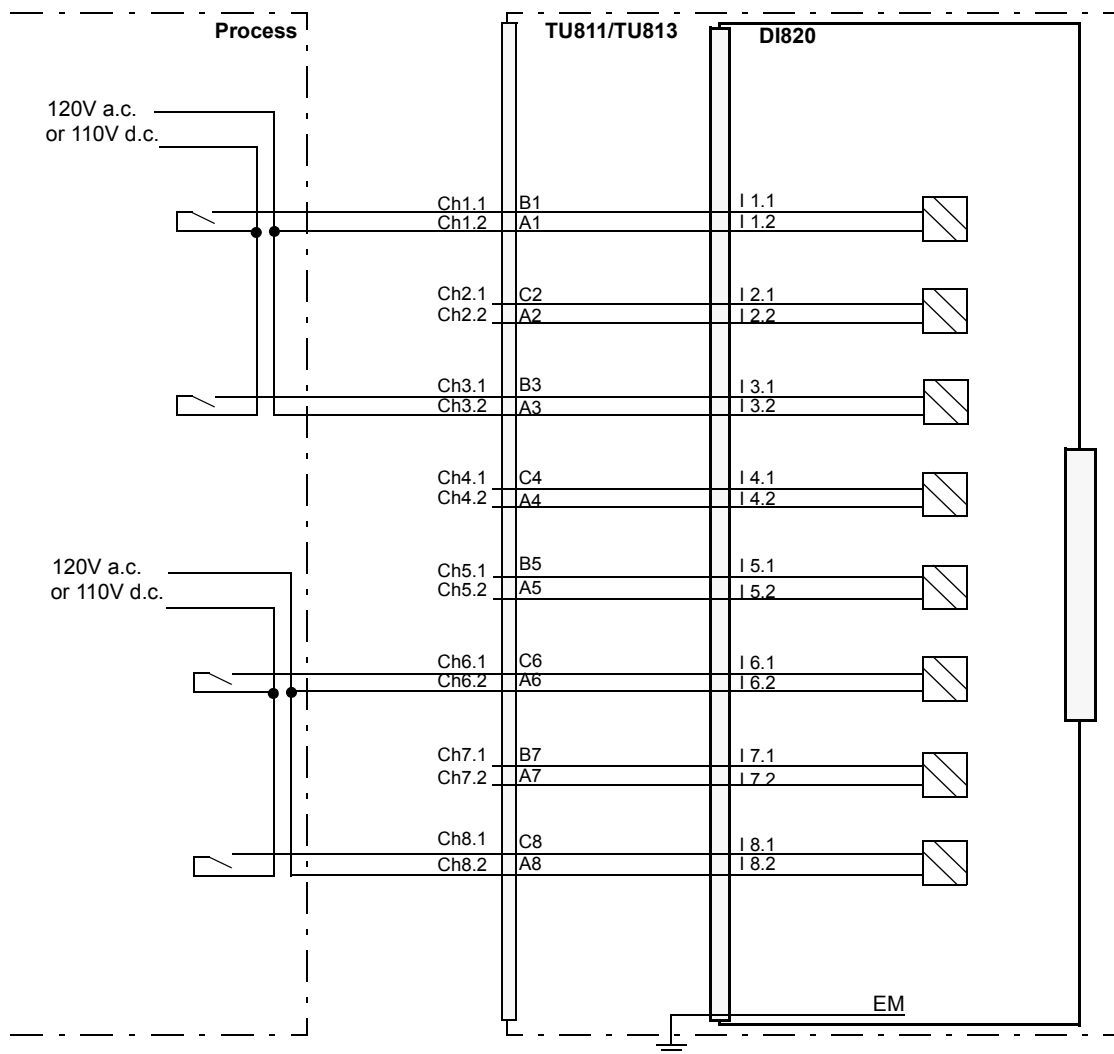 Process
TU811/TU813
DI820
120V a.c.
or 110V d.c.
Ch1.1 B1 I 1.1
Ch1.2 A1 I 1.2
Ch2.1 C2 I 2.1
Ch2.2 A2 I 2.2
Ch3.1 B3 I 3.1
Ch3.2 A3 I 3.2
Ch4.1 C4 I 4.1
Ch4.2 A4 I 4.2
120V a.c.
or 110V d.c.
Ch5.1 B5 I 5.1
Ch5.2 A5 I 5.2
Ch6.1 C6 I 6.1
Ch6.2 A6 I 6.2
Ch7.1 B7 I 7.1
Ch7.2 A7 I 7.2
Ch8.1 C8 I 8.1
Ch8.2 A8 I 8.2
EM